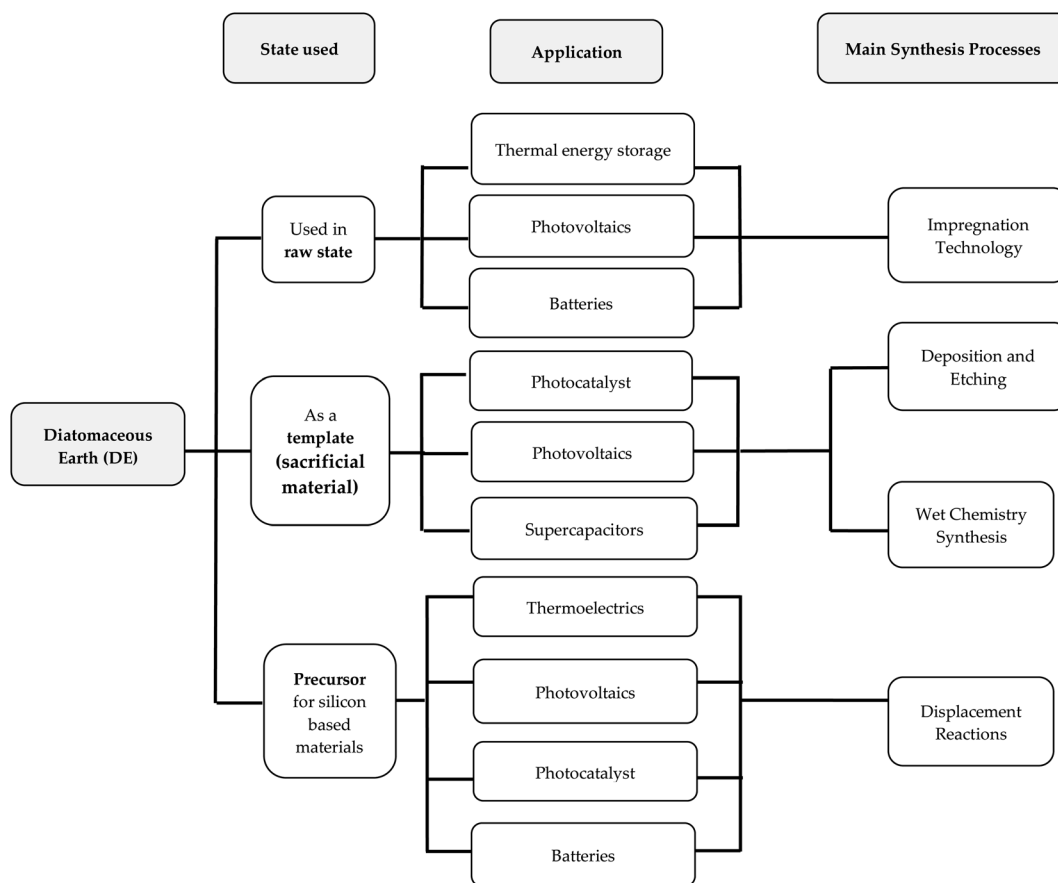 State used
Application
Main Synthesis Processes
Thermal energy storage
Used in
raw state
Photovoltaics
Impregnation
Technology
Batteries
Diatomaceous
Earth (DE)
As a
template
(sacrificial
material)
Photocatalyst
Photovoltaics
Supercapacitors
Deposition and
Etching
Wet Chemistry
Synthesis
Precursor
for silicon
based
materials
Thermoelectrics
Photovoltaics
Photocatalyst
Batteries
Displacement
Reactions